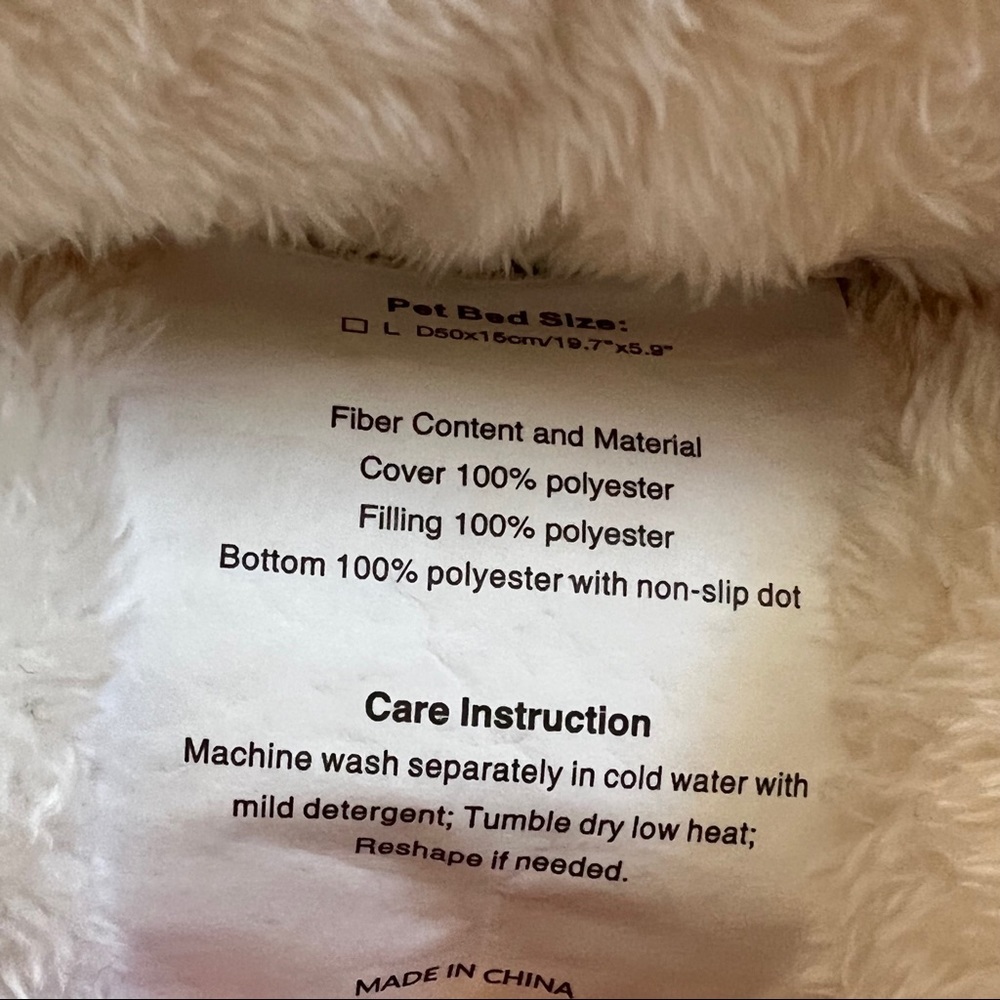 Pet Bed Size:
L D50x15cm/19.7"x5.9"
Fiber Content and Material
Cover 100% polyester
Filling 100% polyester
Bottom 100% polyester with non-slip dot
Care Instruction
Machine wash separately in cold water with
mild detergent; Tumble dry low heat;
Reshape if needed.
MADE IN CHINA